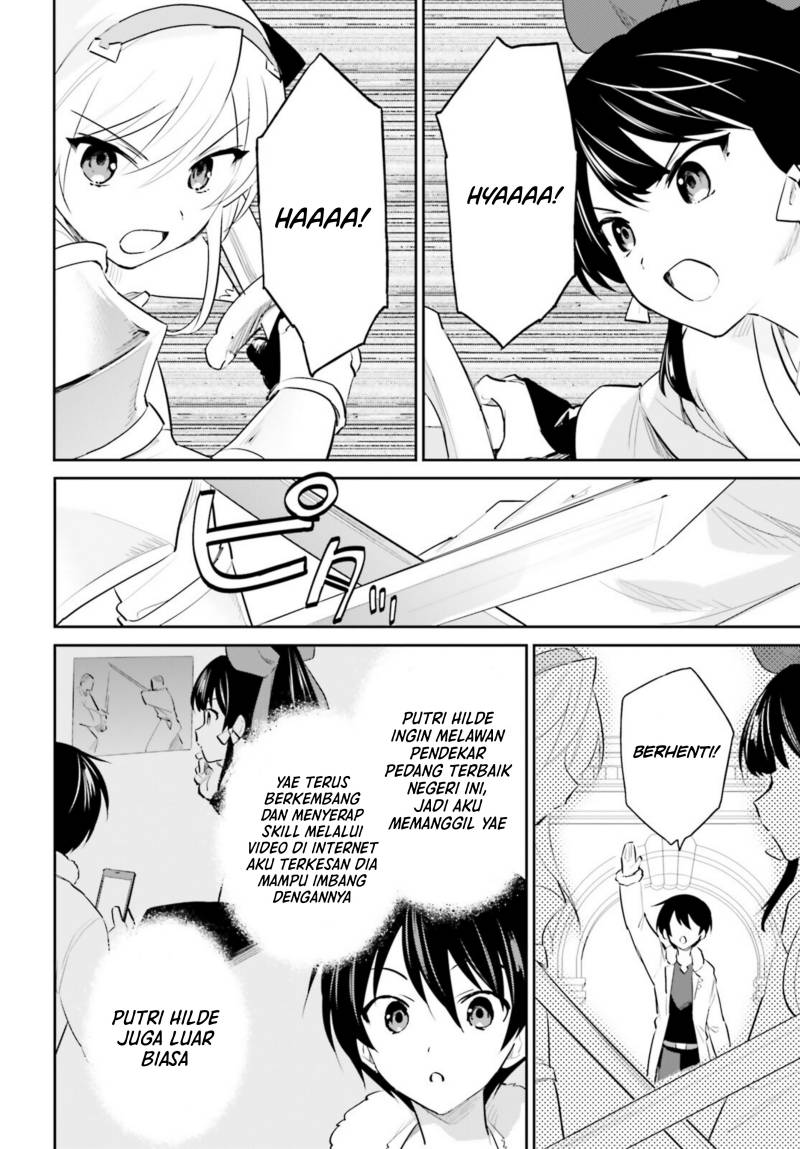 HYAAAA!
HAAAA!
ピクッ
BERHENTI!
PUTRI HILDE
INGIN MELAWAN
PENDEKAR
PEDANG TERBAIK
NEGERI INI,
JADI AKU
MEMANGGIL YAE
YAE TERUS
BERKEMBANG
DAN MENYERAP
SKILL MELALUI
VIDEO DI INTERNET
AKU TERKESAN DIA
MAMPU IMBANG
DENGANNYA
PUTRI HILDE
JUGA LUAR
BIASA